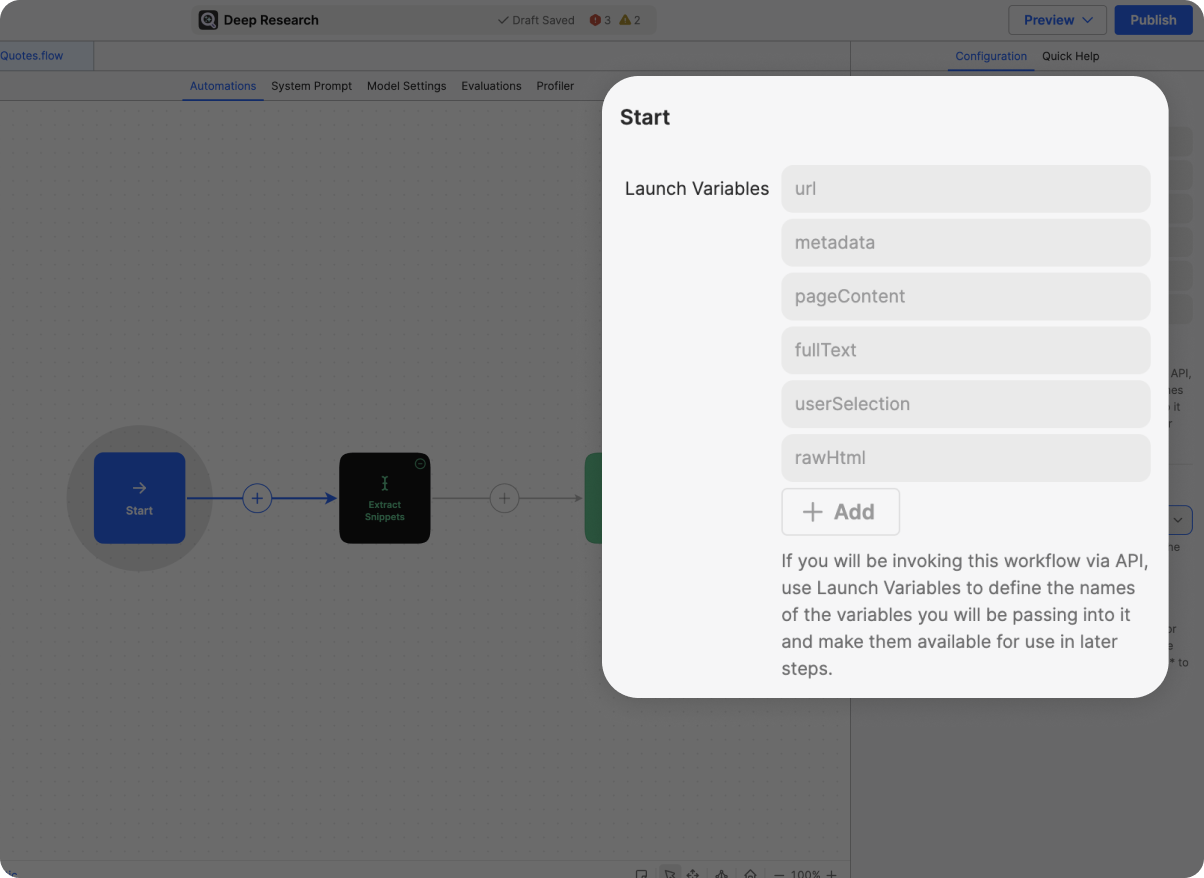 Deep Research
Draft Saved
3
2
Preview
Publish
Quotes.flow
Configuration
Quick Help
Automations
System Prompt
Model Settings
Evaluations
Profiler
Start
Launch Variables
url
metadata
pageContent
fullText
userSelection
rawHtml
Add
If you will be invoking this workflow via API,
use Launch Variables to define the names
of the variables you will be passing into it
and make them available for use in later
steps.
Start
Extract
Snippets
API,
it
* to
100%